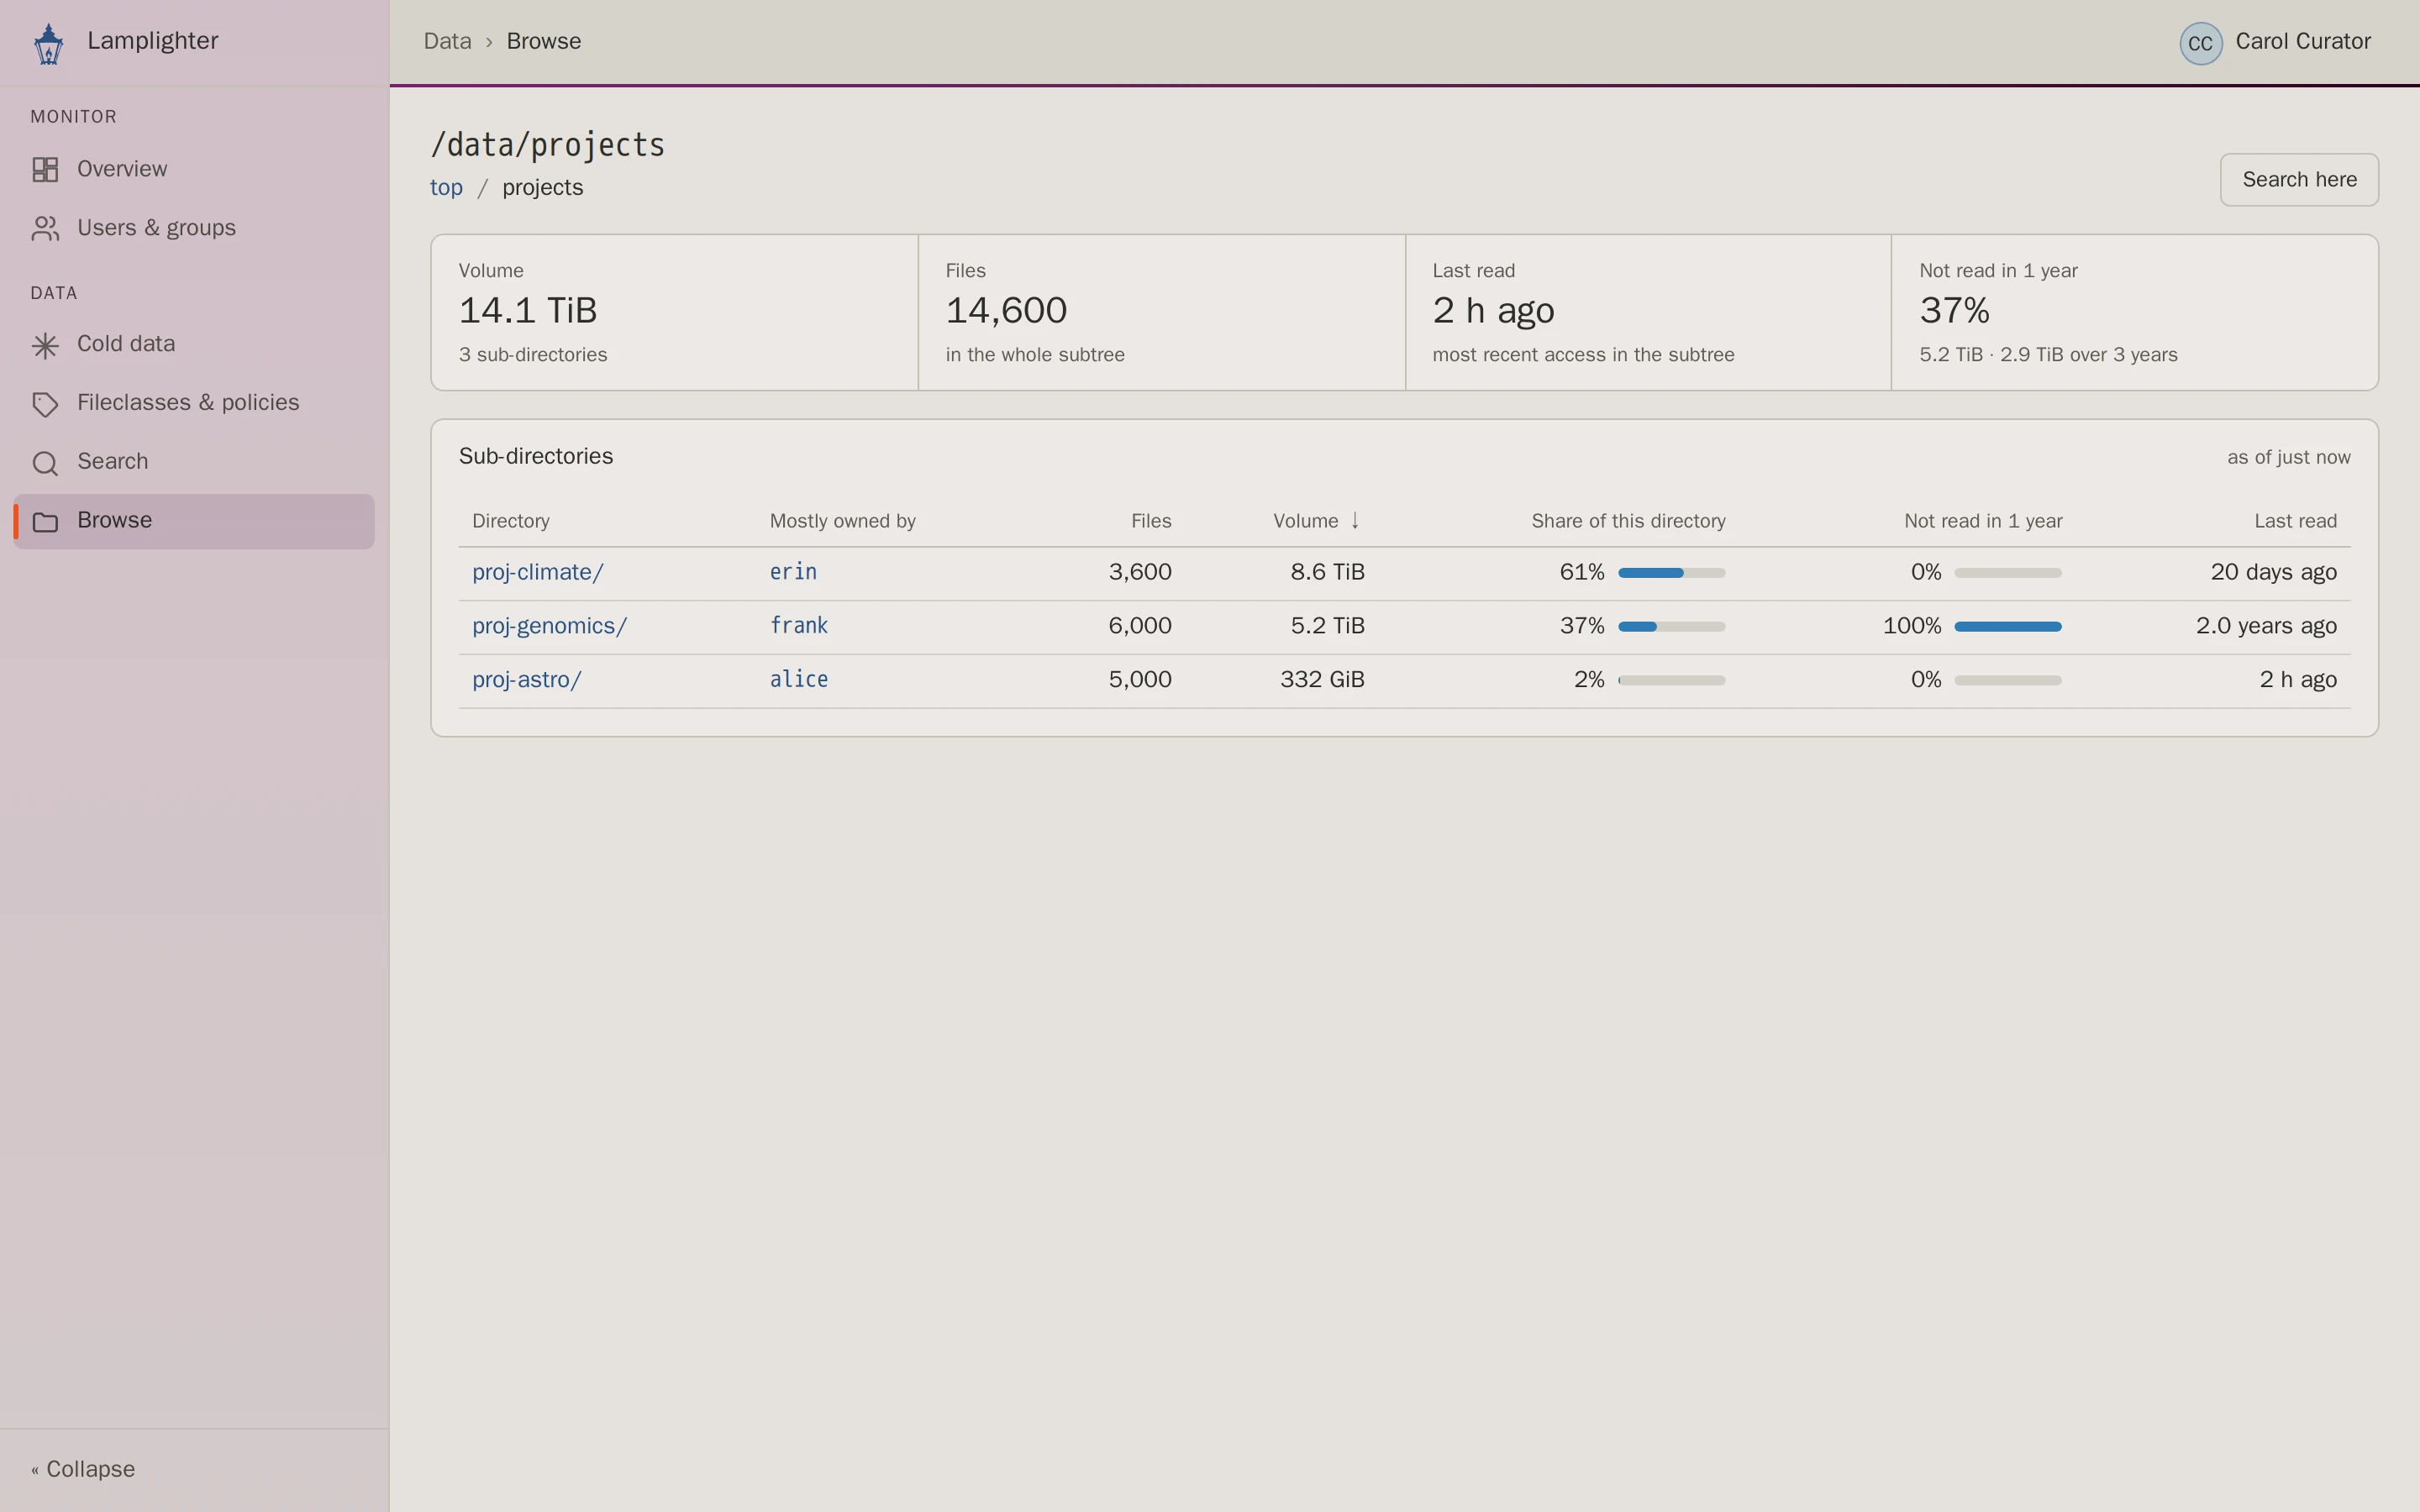 Lamplighter
Data › Browse
CC Carol Curator
MONITOR
Overview
Users & groups
DATA
Cold data
Fileclasses & policies
Search
Browse
« Collapse
/data/projects
top / projects
Search here
Volume
14.1 TiB
3 sub-directories
Files
14,600
in the whole subtree
Last read
2 h ago
most recent access in the subtree
Not read in 1 year
37%
5.2 TiB · 2.9 TiB over 3 years
Sub-directories as of just now
Directory Mostly owned by Files Volume ↓ Share of this directory Not read in 1 year Last read
proj-climate/ erin 3,600 8.6 TiB 61% 0% 20 days ago
proj-genomics/ frank 6,000 5.2 TiB 37% 100% 2.0 years ago
proj-astro/ alice 5,000 332 GiB 2% 0% 2 h ago